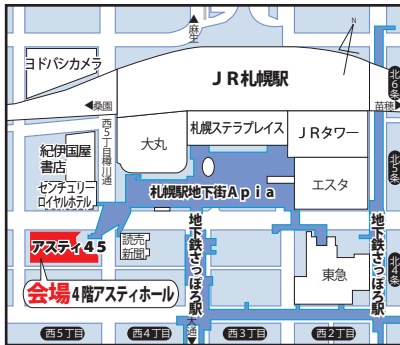 麻生
N
ヨドバシカメラ
JR札幌駅
北6条
桑園
苗穂
西5丁目樽川通
大丸
札幌ステラプレイス
JRタワー
紀伊国屋
書店
北5条
センチュリー
ロイヤルホテル
札幌駅地下街Apia
エスタ
アスティ45
読売
新聞
地下鉄さっぽろ駅
地下鉄さっぽろ駅
東急
北4条
会場4階アスティホール
大通
西5丁目
西4丁目
西3丁目
西2丁目